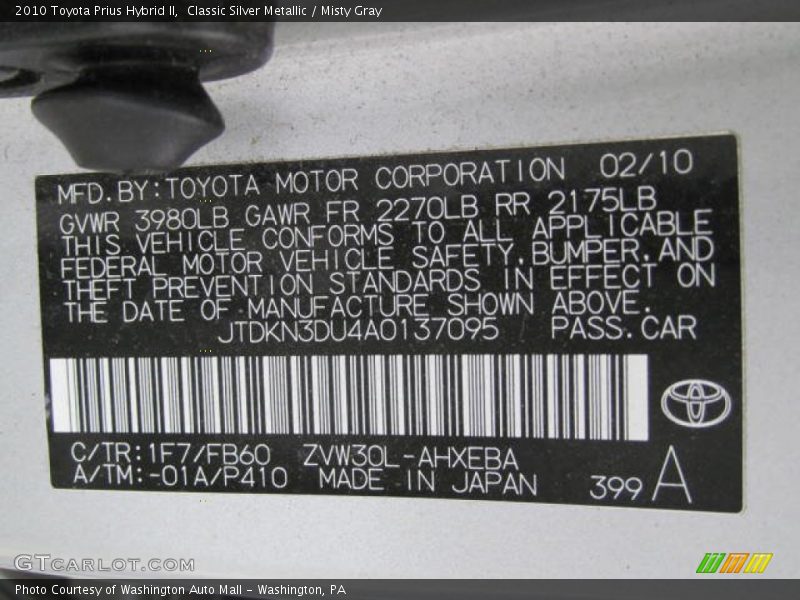 2010 Toyota Prius Hybrid II, Classic Silver Metallic / Misty Gray
MFD.BY:TOYOTA MOTOR CORPORATION 02/10
GVWR 3980LB GAWR FR 2270LB RR 2175LB
THIS VEHICLE CONFORMS TO ALL APPLICABLE
FEDERAL MOTOR VEHICLE SAFETY,BUMPER,AND
THEFT PREVENTION STANDARDS IN EFFECT ON
THE DATE OF MANUFACTURE SHOWN ABOVE.
JTDKN3DU4A0137095 PASS.CAR
C/TR:1F7/FB60 ZVW30L-AHXEBA
A/TM:-01A/P410 MADE IN JAPAN 399 A
GTCARLOT.COM
Photo Courtesy of Washington Auto Mall - Washington, PA